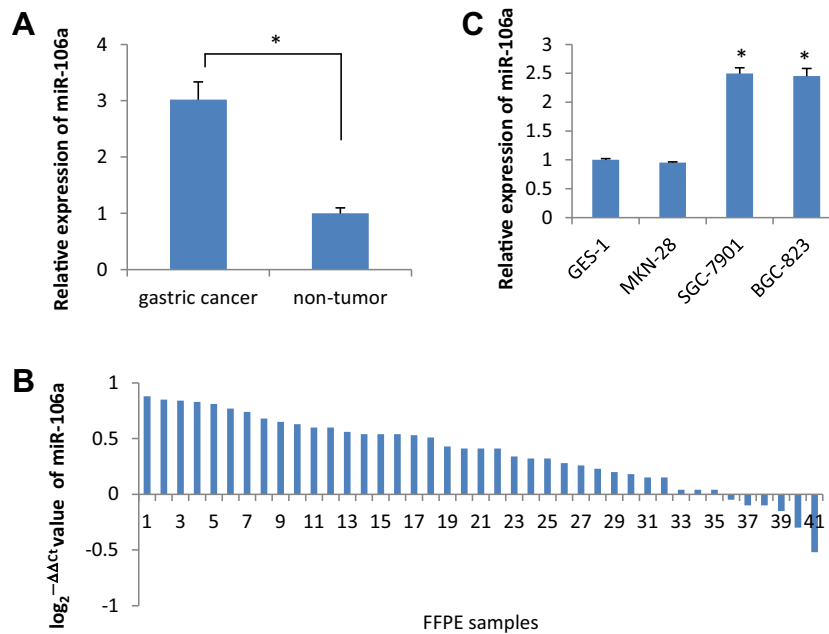 A
Relative expression of miR-106a
4
3
2
1
0
*
gastric cancer
non-tumor
C
Relative expression of miR-106a
3
2.5
2
1.5
1
0.5
0
*
*
GES-1
MKN-28
SGC-7901
BGC-823
B
log₂⁻ΔΔCt value of miR-106a
1
0.5
0
-0.5
-1
1 3 5 7 9 11 13 15 17 19 21 23 25 27 29 31 33 35 37 39 41
FFPE samples